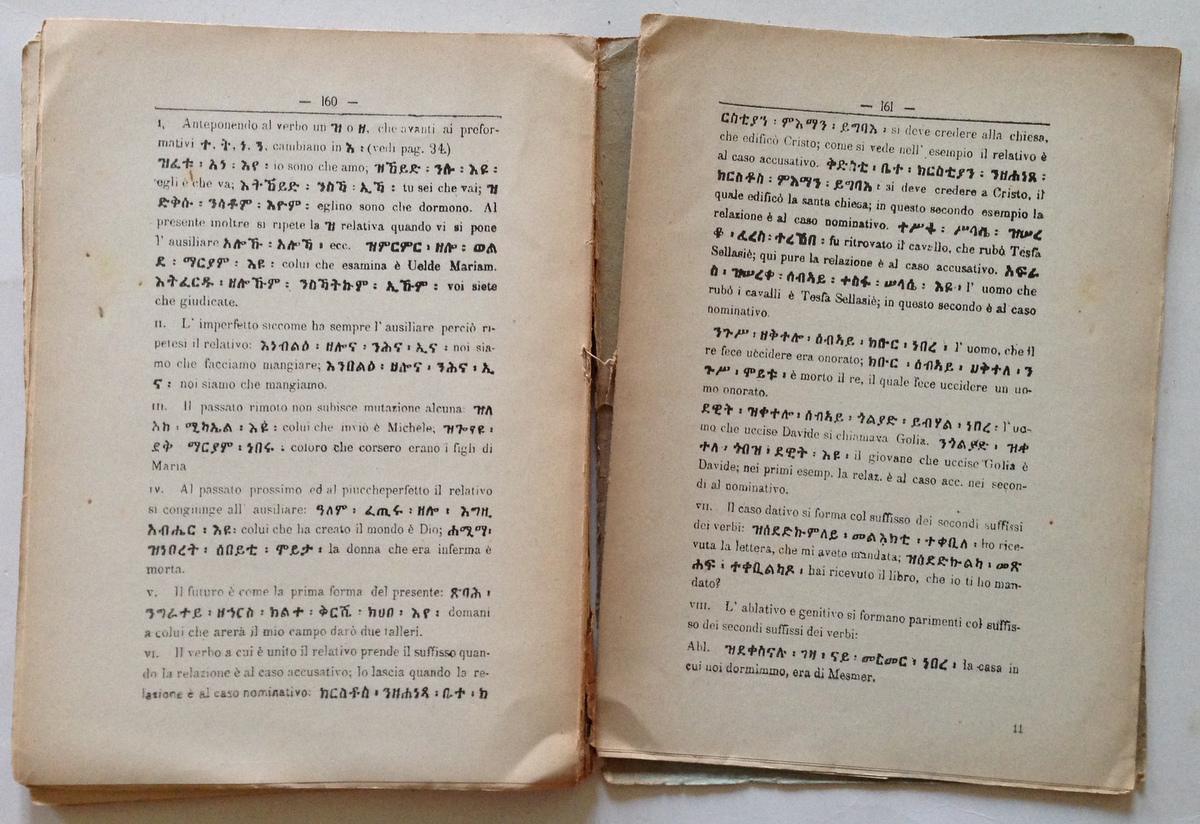 — 160 —
I, Anteponendo al verbo un ዝ o ዘ, che avanti ai prefor-
mativi ተ, ት, ነ, ን, cambiano in እ ፡ (vedi pag. 34.)
ዝፈቱ ፡ እነ ፡ እየ ፡ io sono che amo; ዝኸይድ ፡ ንሱ ፡ እዩ ፡
egli è che va; እትኸይድ ፡ ንስኻ ፡ ኢኻ ፡ tu sei che vai; ዝ
ድቅሱ ፡ ንሳቶም ፡ እዮም ፡ eglino sono che dormono. Al
presente inoltre si ripete la ዝ relativa quando vi si pone
l' ausiliare አሎኹ ፡ አሎኻ ፡ ecc. ዝምርምር ፡ ዘሎ ፡ ወል
ደ ፡ ማርያም ፡ እዩ ፡ colui che esamina è Uelde Mariam.
እትፈርዱ ፡ ዘሎኹም ፡ ንስኻትኩም ፡ ኢኹም ፡ voi siete
che giudicate.
II. L' imperfetto siccome ha sempre l' ausiliare perciò ri-
petesi il relativo: እነብልዕ ፡ ዘሎና ፡ ንሕና ፡ ኢና ፡ noi sia-
mo che facciamo mangiare; እንበልዕ ፡ ዘሎና ፡ ንሕና ፡ ኢ
ና ፡ noi siamo che mangiamo.
III. Il passato rimoto non subisce mutazione alcuna: ዝለ
አከ ፡ ሚካኤል ፡ እዩ ፡ colui che inviò è Michele; ዝጐየዩ ፡
ደቅ ማርያም ፡ ነበሩ ፡ coloro che corsero erano i figli di
Maria
IV. Al passato prossimo ed al piuccheperfetto il relativo
si congiunge all' ausiliare: ዓለም ፡ ፈጢሩ ፡ ዘሎ ፡ እግዚ
አብሔር ፡ እዩ፡ colui che ha creato il mondo è Dio; ሐሚማ፡
ዝነበረት ፡ ሰበይቲ ፡ ሞይታ ፡ la donna che era inferma è
morta.
V. Il futuro è come la prima forma del presente: ጽባሕ ፡
ንግራተይ ፡ ዘኀርስ ፡ ክልተ ፡ ቅርሺ ፡ ክህበ ፡ እየ ፡ domani
a colui che arerà il mio campo darò due talleri.
VI. Il verbo a cui è unito il relativo prende il suffisso quan-
do la relazione è al caso accusativo; lo lascia quando la re-
lazione è al caso nominativo: ክርስቶስ ፡ ንዘሐነጸ ፡ ቤተ ፡ ክ
— 161 —
ርስቲያን ፡ ምእማን ፡ ይግባእ ፡ si deve credere alla chiesa,
che edificò Cristo; come si vede nell' esempio il relativo è
al caso accusativo. ቅድስቲ ፡ ቤተ ፡ ክርስቲያን ፡ ንዘሐነጸ ፡
ክርስቶስ ፡ ምእማን ፡ ይግባእ ፡ si deve credere a Cristo, il
quale edificò la santa chiesa; in questo secondo esempio la
relazione è al caso nominativo. ተሥፋ ፡ ሥላሴ ፡ ዝሠረ
ቆ ፡ ፈረስ፡ ተረኸበ ፡ fu ritrovato il cavallo, che rubò Tesfa
Sellasiè; qui pure la relazione è al caso accusativo. አፍራ
ስ ፡ ዝሠረቀ ፡ ሰብኣይ ፡ ተስፋ ፡ ሥላሴ ፡ እዩ ፡ l' uomo che
rubò i cavalli è Tesfa Sellasiè; in questo secondo è al caso
nominativo.
ንጉሥ ፡ ዘቅተሎ ፡ ሰብኣይ ፡ ክቡር ፡ ነበረ ፡ l' uomo, che il
re fece uccidere era onorato; ክቡር ፡ ሰብኣይ ፡ ዘቅተለ ፡ ን
ጉሥ ፡ ሞይቱ ፡ è morto il re, il quale fece uccidere un uo-
mo onorato.
ደዊት ፡ ዝቀተሎ ፡ ሰብኣይ ፡ ጎልያድ ፡ ይብሃል ፡ ነበረ ፡ l'uo-
mo che uccise Davide si chiamava Golia. ንጎልያድ ፡ ዝቀ
ተለ ፡ ጎበዝ ፡ ደዊት ፡ እዩ ፡ il giovane che uccise Golia è
Davide; nei primi esemp. la relaz. è al caso acc. nei secon-
di al nominativo.
VII. Il caso dativo si forma col suffisso dei secondi suffissi
dei verbi: ዝሰደድኩምለይ ፡ መልእክቲ ፡ ተቀቢለ ፡ ho rice-
vuta la lettera, che mi avete mandata; ዝሰደድኩልካ ፡ መጽ
ሐፍ ፡ ተቀቢልካዶ ፡ hai ricevuto il libro, che io ti ho man-
dato?
VIII. L' ablativo e genitivo si formano parimenti col suffis-
so dei secondi suffissi dei verbi:
Abl. ዝደቀስናሉ ፡ ገዛ ፡ ናይ ፡ መስመር ፡ ነበረ ፡ la casa in
cui noi dormimmo, era di Mesmer.
11